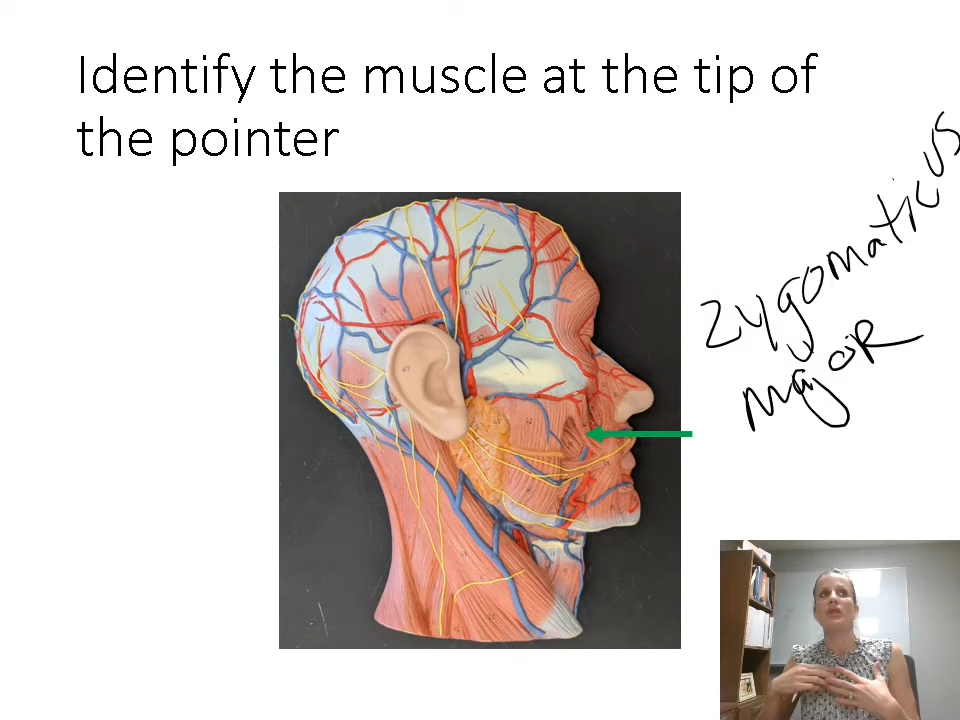 Identify the muscle at the tip of
the pointer
Zygomaticus
major